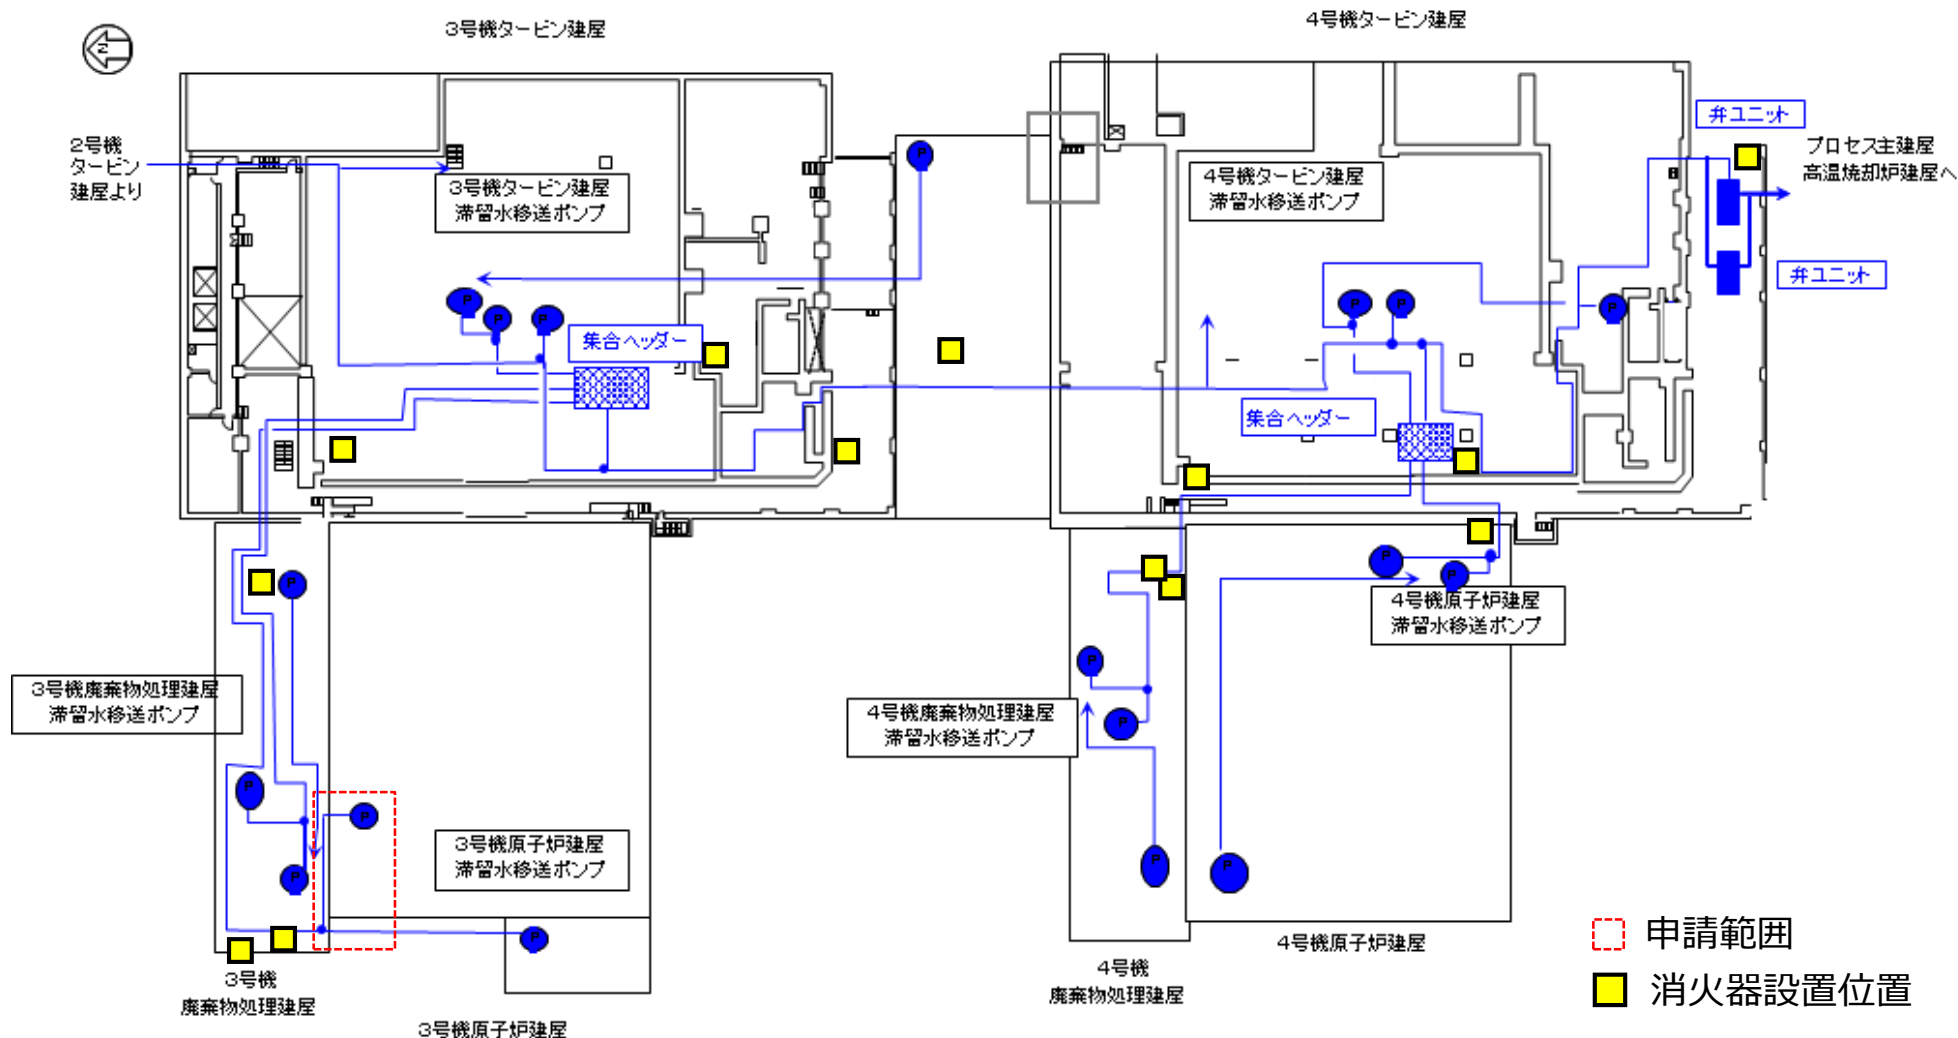 3号機タービン建屋
4号機タービン建屋
N
2号機
タービン
建屋より
3号機タービン建屋
滞留水移送ポンプ
4号機タービン建屋
滞留水移送ポンプ
弁ユニット
プロセス主建屋
高温焼却炉建屋へ
弁ユニット
P
P
P
P
P
P
P
集合ヘッダー
集合ヘッダー
P
P
P
4号機原子炉建屋
滞留水移送ポンプ
3号機廃棄物処理建屋
滞留水移送ポンプ
P
P
4号機廃棄物処理建屋
滞留水移送ポンプ
P
P
P
3号機原子炉建屋
滞留水移送ポンプ
P
P
P
P
3号機
廃棄物処理建屋
3号機原子炉建屋
4号機
廃棄物処理建屋
4号機原子炉建屋
申請範囲
消火器設置位置